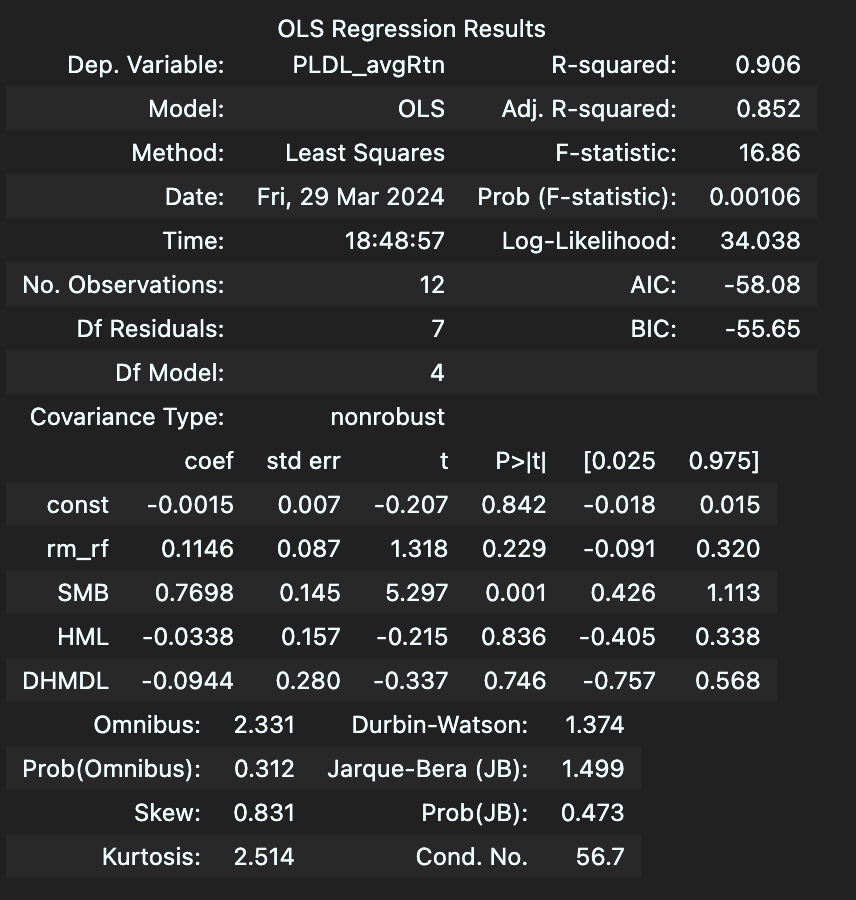 OLS Regression Results
Dep. Variable: PLDL_avgRtn R-squared: 0.906
Model: OLS Adj. R-squared: 0.852
Method: Least Squares F-statistic: 16.86
Date: Fri, 29 Mar 2024 Prob (F-statistic): 0.00106
Time: 18:48:57 Log-Likelihood: 34.038
No. Observations: 12 AIC: -58.08
Df Residuals: 7 BIC: -55.65
Df Model: 4
Covariance Type: nonrobust
coef std err t P>|t| [0.025 0.975]
const -0.0015 0.007 -0.207 0.842 -0.018 0.015
rm_rf 0.1146 0.087 1.318 0.229 -0.091 0.320
SMB 0.7698 0.145 5.297 0.001 0.426 1.113
HML -0.0338 0.157 -0.215 0.836 -0.405 0.338
DHMDL -0.0944 0.280 -0.337 0.746 -0.757 0.568
Omnibus: 2.331 Durbin-Watson: 1.374
Prob(Omnibus): 0.312 Jarque-Bera (JB): 1.499
Skew: 0.831 Prob(JB): 0.473
Kurtosis: 2.514 Cond. No. 56.7